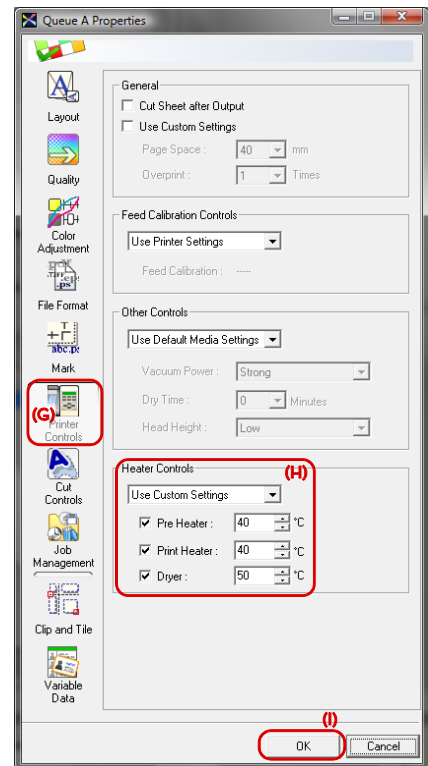 Queue A Properties
Layout
Quality
Color
Adjustment
File Format
Mark
(G)
Printer
Controls
Cut
Controls
Job
Management
Clip and Tile
Variable
Data
General
Cut Sheet after Output
Use Custom Settings
Page Space : 40 mm
Overprint : 1 Times
Feed Calibration Controls
Use Printer Settings
Feed Calibration : -----
Other Controls
Use Default Media Settings
Vacuum Power : Strong
Dry Time : 0 Minutes
Head Height : Low
Heater Controls
(H)
Use Custom Settings
Pre Heater : 40 °C
Print Heater : 40 °C
Dryer : 50 °C
(I)
OK Cancel